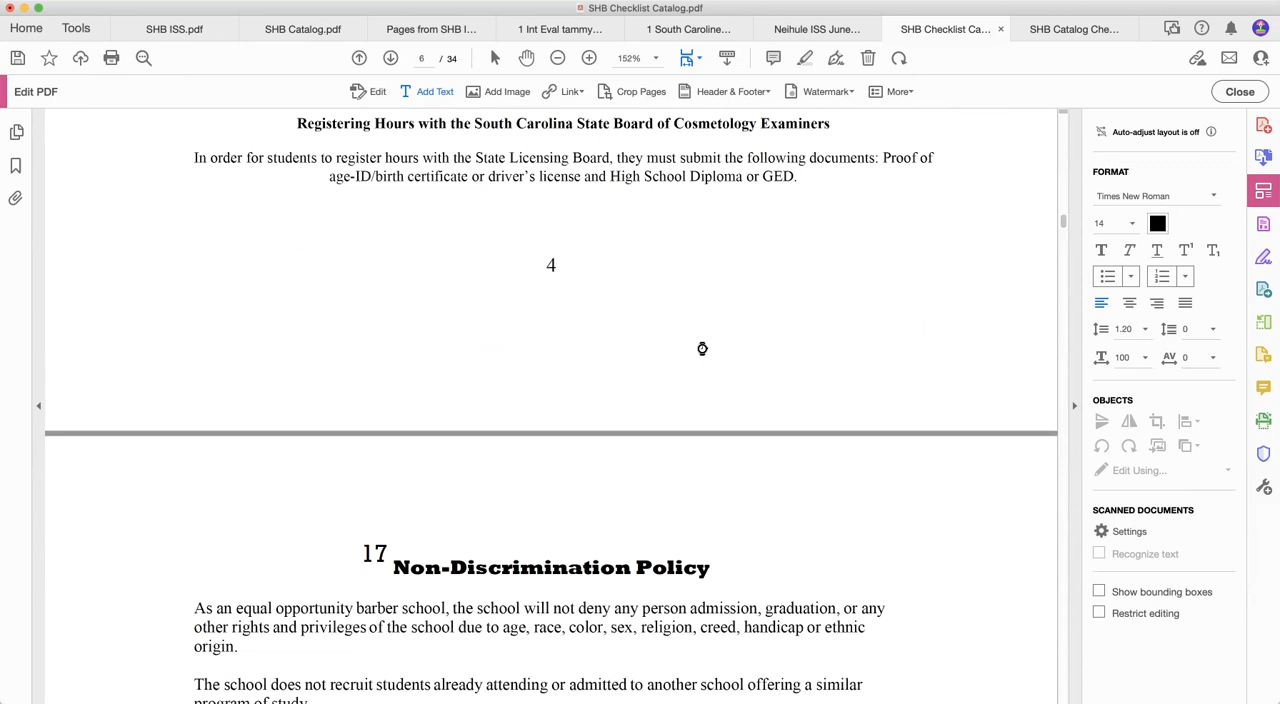 SHB Checklist Catalog.pdf
Home
Tools
SHB ISS.pdf
SHB Catalog.pdf
Pages from SHB I...
1 Int Eval tammy...
1 South Caroline...
Neihule ISS June...
SHB Checklist Ca...
SHB Catalog Che...
6 / 34
152%
Edit PDF
Edit
Add Text
Add Image
Link
Crop Pages
Header & Footer
Watermark
More
Close
Registering Hours with the South Carolina State Board of Cosmetology Examiners
In order for students to register hours with the State Licensing Board, they must submit the following documents: Proof of
age-ID/birth certificate or driver's license and High School Diploma or GED.
4
17 Non-Discrimination Policy
As an equal opportunity barber school, the school will not deny any person admission, graduation, or any
other rights and privileges of the school due to age, race, color, sex, religion, creed, handicap or ethnic
origin.
The school does not recruit students already attending or admitted to another school offering a similar
program of study.
Auto-adjust layout is off
FORMAT
Times New Roman
14
1.20
0
100
AV 0
OBJECTS
Edit Using...
SCANNED DOCUMENTS
Settings
Recognize text
Show bounding boxes
Restrict editing